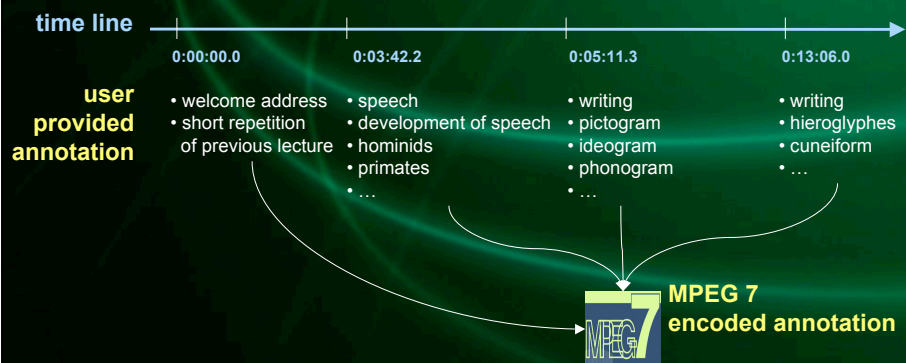 time line
0:00:00.0
0:03:42.2
0:05:11.3
0:13:06.0
user
provided
annotation
• welcome address
• short repetition
of previous lecture
• speech
• development of speech
• hominids
• primates
• …
• writing
• pictogram
• ideogram
• phonogram
• …
• writing
• hieroglyphes
• cuneiform
• …
MPEG 7
MPEG 7
encoded annotation